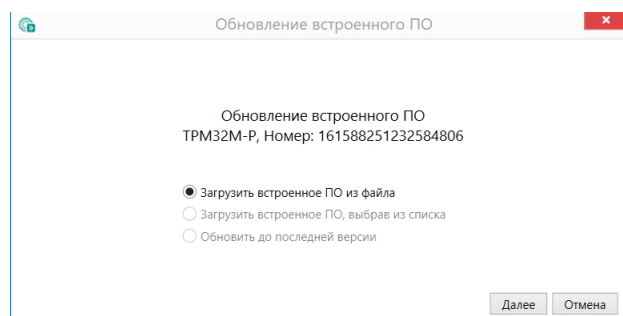 Обновление встроенного ПО
Обновление встроенного ПО
ТРМ32М-Р, Номер: 161588251232584806
Загрузить встроенное ПО из файла
Загрузить встроенное ПО, выбрав из списка
Обновить до последней версии
Далее Отмена